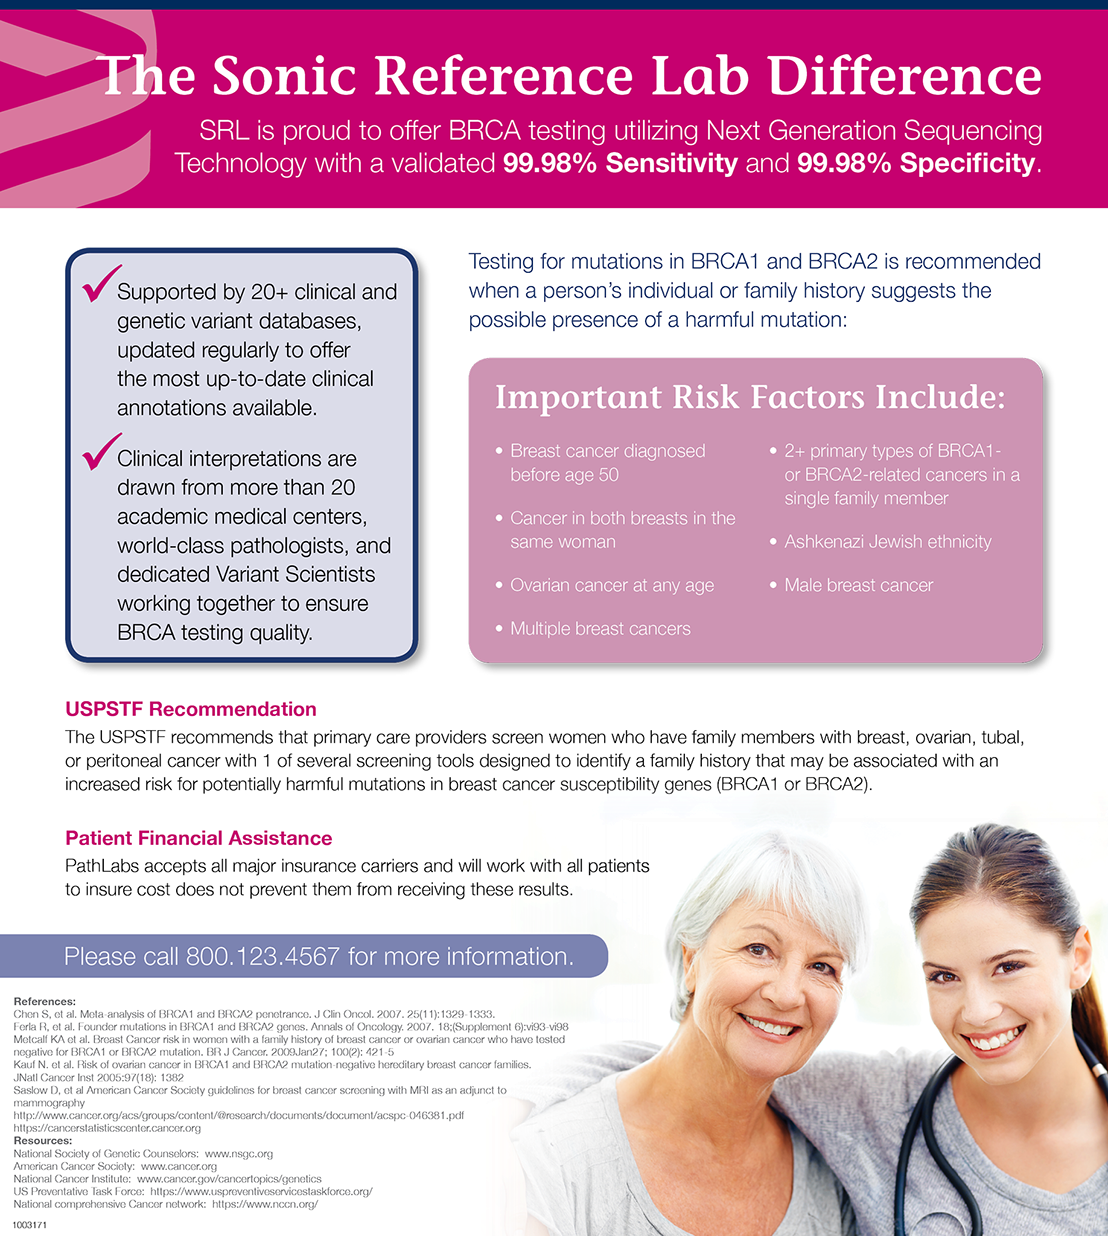 The Sonic Reference Lab Difference
SRL is proud to offer BRCA testing utilizing Next Generation Sequencing
Technology with a validated 99.98% Sensitivity and 99.98% Specificity.
Supported by 20+ clinical and
genetic variant databases,
updated regularly to offer
the most up-to-date clinical
annotations available.
Clinical interpretations are
drawn from more than 20
academic medical centers,
world-class pathologists, and
dedicated Variant Scientists
working together to ensure
BRCA testing quality.
Testing for mutations in BRCA1 and BRCA2 is recommended
when a person's individual or family history suggests the
possible presence of a harmful mutation:
Important Risk Factors Include:
• Breast cancer diagnosed
before age 50
• Cancer in both breasts in the
same woman
• Ovarian cancer at any age
• Multiple breast cancers
• 2+ primary types of BRCA1-
or BRCA2-related cancers in a
single family member
• Ashkenazi Jewish ethnicity
• Male breast cancer
USPSTF Recommendation
The USPSTF recommends that primary care providers screen women who have family members with breast, ovarian, tubal,
or peritoneal cancer with 1 of several screening tools designed to identify a family history that may be associated with an
increased risk for potentially harmful mutations in breast cancer susceptibility genes (BRCA1 or BRCA2).
Patient Financial Assistance
PathLabs accepts all major insurance carriers and will work with all patients
to insure cost does not prevent them from receiving these results.
Please call 800.123.4567 for more information.
References:
Chen S, et al. Meta-analysis of BRCA1 and BRCA2 penetrance. J Clin Oncol. 2007. 25(11):1329-1333.
Ferla R, et al. Founder mutations in BRCA1 and BRCA2 genes. Annals of Oncology. 2007. 18;(Supplement 6):vi93-vi98
Metcalf KA et al. Breast Cancer risk in women with a family history of breast cancer or ovarian cancer who have tested
negative for BRCA1 or BRCA2 mutation. BR J Cancer. 2009Jan27; 100(2): 421-5
Kauf N. et al. Risk of ovarian cancer in BRCA1 and BRCA2 mutation-negative hereditary breast cancer families.
JNatl Cancer Inst 2005:97(18): 1382
Saslow D, et al American Cancer Society guidelines for breast cancer screening with MRI as an adjunct to
mammography
http://www.cancer.org/acs/groups/content/@research/documents/document/acspc-046381.pdf
https://cancerstatisticscenter.cancer.org
Resources:
National Society of Genetic Counselors: www.nsgc.org
American Cancer Society: www.cancer.org
National Cancer Institute: www.cancer.gov/cancertopics/genetics
US Preventative Task Force: https://www.uspreventiveservicestaskforce.org/
National comprehensive Cancer network: https://www.nccn.org/
1003171